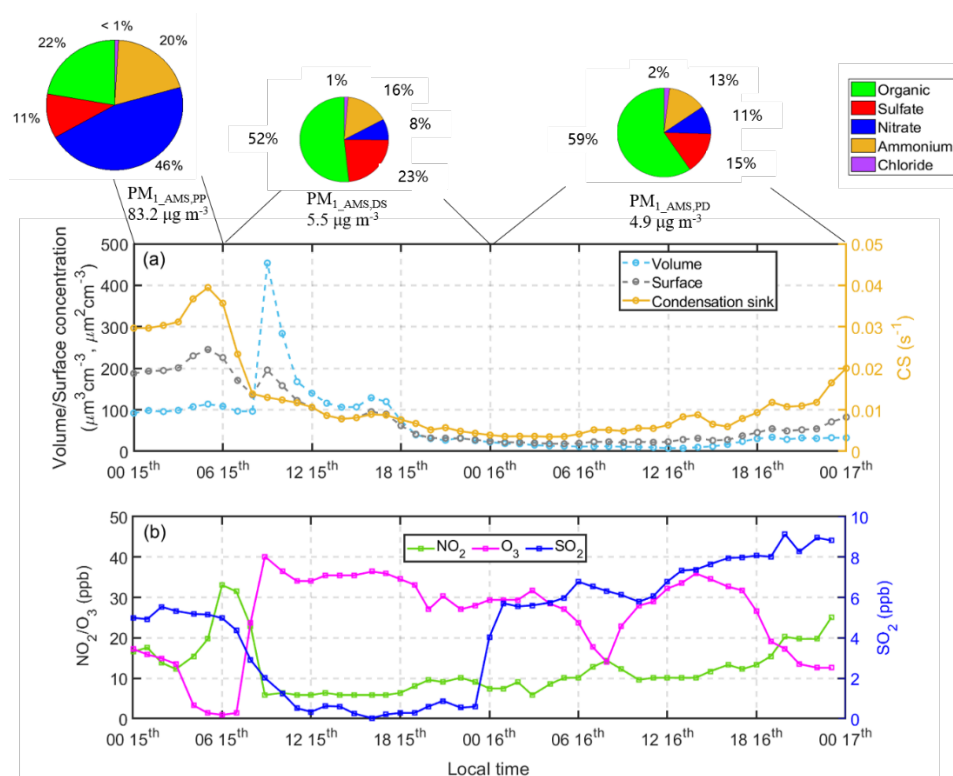 < 1%
22%
20%
11%
46%
1%
16%
52%
8%
23%
2%
13%
59%
11%
15%
Organic
Sulfate
Nitrate
Ammonium
Chloride
PM1_AMS,PP
83.2 μg m-3
PM1_AMS,DS
5.5 μg m-3
PM1_AMS,PD
4.9 μg m-3
(a)
Volume
Surface
Condensation sink
Volume/Surface concentration
(μm3cm-3, μm2cm-3)
500
400
300
200
100
0
CS (s-1)
0.05
0.04
0.03
0.02
0.01
0
00 15th 06 15th 12 15th 18 15th 00 16th 06 16th 12 16th 18 16th 00 17th
(b)
NO2 O3 SO2
NO2/O3 (ppb)
50
40
30
20
10
0
SO2 (ppb)
10
8
6
4
2
0
00 15th 06 15th 12 15th 18 15th 00 16th 06 16th 12 16th 18 16th 00 17th
Local time